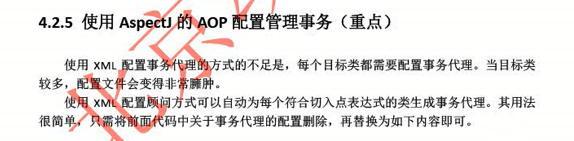 4.2.5 使用 AspectJ 的 AOP 配置管理事务（重点）
使用 XML 配置事务代理的方式的不足是，每个目标类都需要配置事务代理。当目标类
较多，配置文件会变得非常臃肿。
使用 XML 配置顾问方式可以自动为每个符合切入点表达式的类生成事务代理。其用法
很简单，只需将前面代码中关于事务代理的配置删除，再替换为如下内容即可。
北京